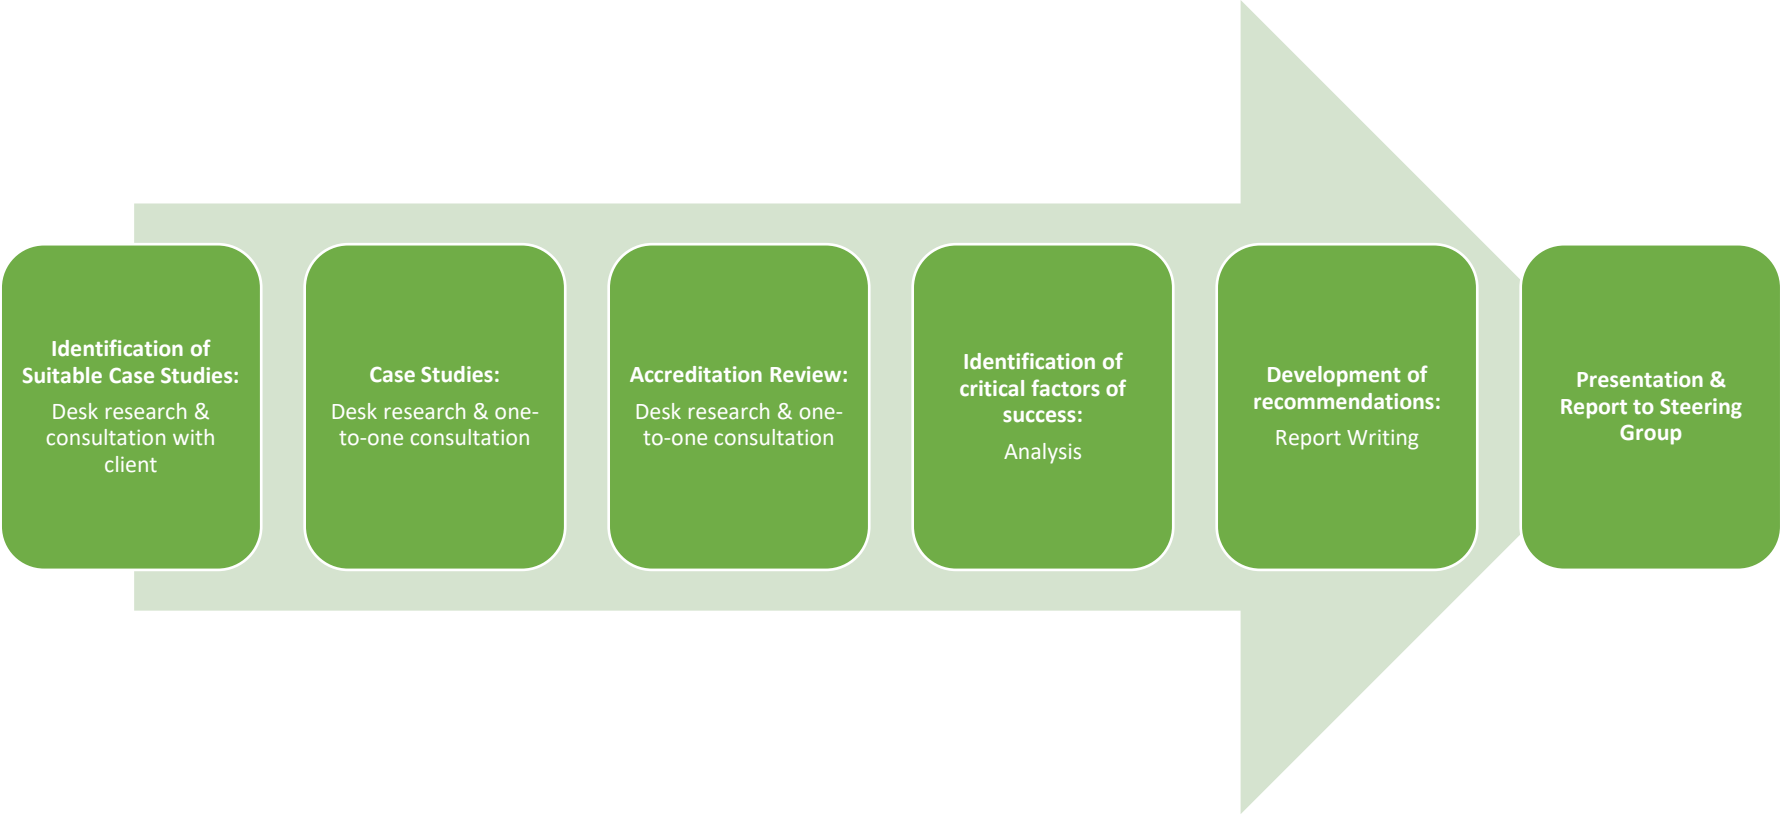 Identification of
Suitable Case Studies:
Desk research &
consultation with
client
Case Studies:
Desk research & one-
to-one consultation
Accreditation Review:
Desk research & one-
to-one consultation
Identification of
critical factors of
success:
Analysis
Development of
recommendations:
Report Writing
Presentation &
Report to Steering
Group